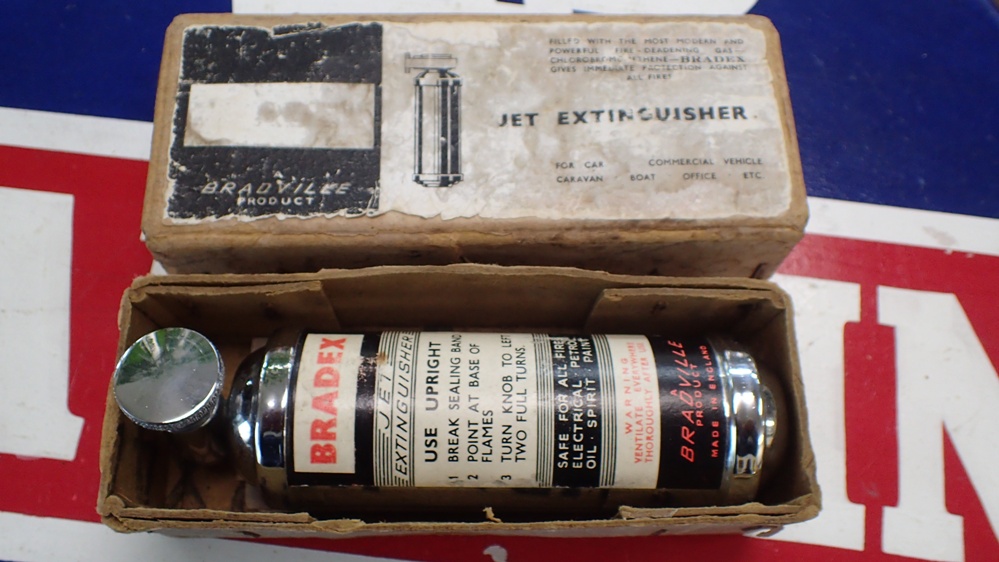 A
BRADVILLE
PRODUCT
FILLED WITH THE MOST MODERN AND
POWERFUL FIRE-DEADENING GAS—
BRADEX
GIVES IMMEDIATE PROTECTION AGAINST
ALL FIRES
JET EXTINGUISHER.
FOR CAR COMMERCIAL VEHICLE
CARAVAN · BOAT OFFICE · ETC
BRADEX
JET
EXTINGUISHER
USE UPRIGHT
1 BREAK SEALING BAND
2 POINT AT BASE OF
FLAMES
3 TURN KNOB TO LEFT
TWO FULL TURNS.
SAFE FOR ALL FIRE
ELECTRICAL · PETROL
OIL · SPIRIT · PAINT
WARNING
VENTILATE EVERYWHERE
THOROUGHLY AFTER USE
A
BRADVILLE
PRODUCT
MADE IN ENGLAND
IN